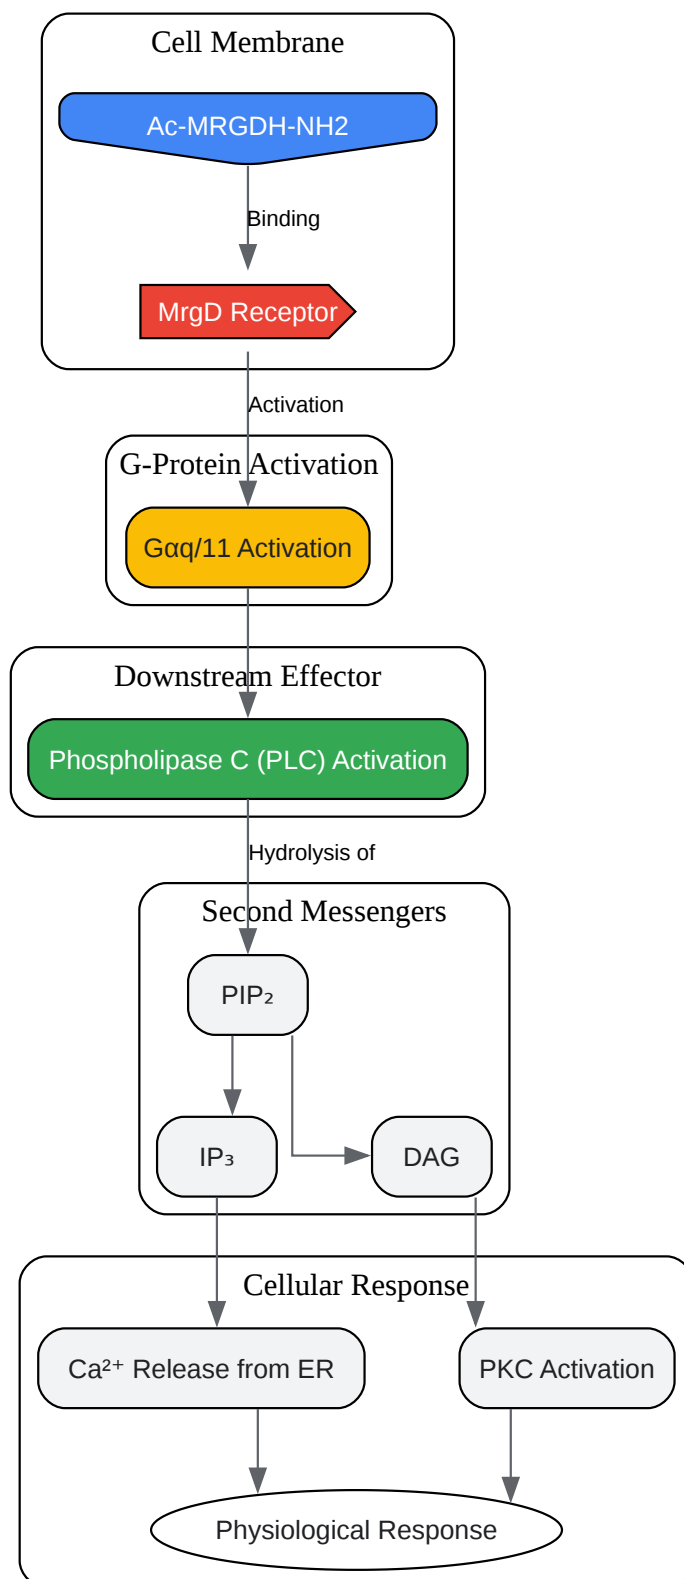 Cell Membrane
Ac-MRGDH-NH2
Binding
MrgD Receptor
Activation
G-Protein Activation
Gαq/11 Activation
Downstream Effector
Phospholipase C (PLC) Activation
Hydrolysis of
Second Messengers
PIP₂
IP₃
DAG
Cellular Response
Ca²⁺ Release from ER
PKC Activation
Physiological Response